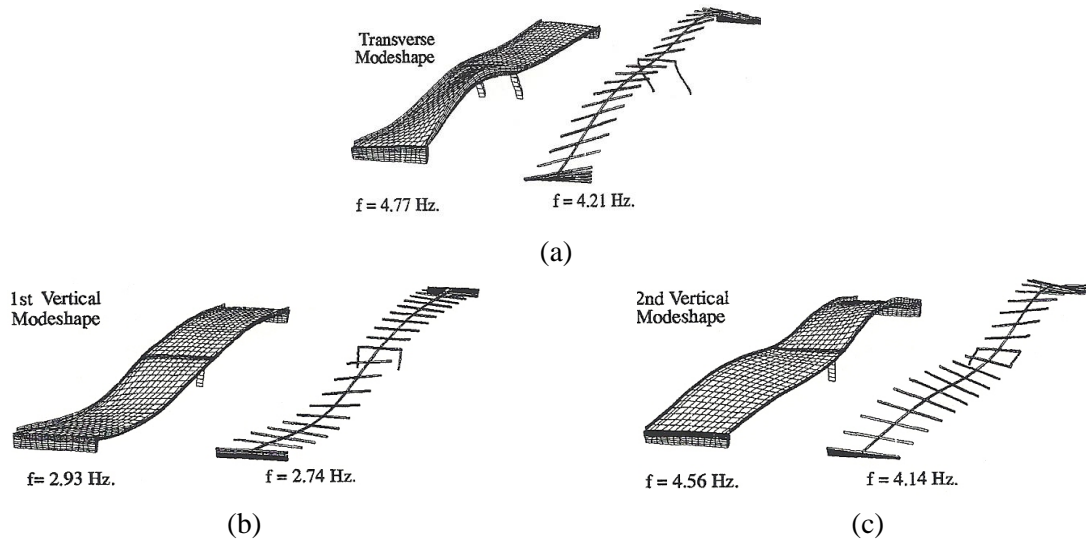 Transverse
Modeshape
f = 4.77 Hz.
f = 4.21 Hz.
(a)
1st Vertical
Modeshape
f= 2.93 Hz.
f = 2.74 Hz.
(b)
2nd Vertical
Modeshape
f = 4.56 Hz.
f = 4.14 Hz.
(c)